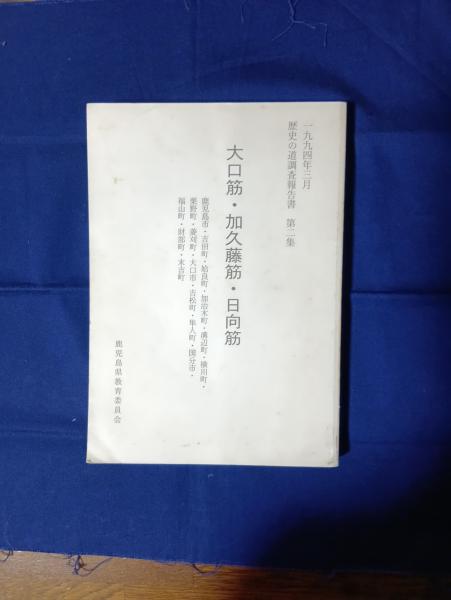 一九九四年三月
歴史の道調査報告書　第二集
大口筋・加久藤筋・日向筋
鹿児島市・吉田町・姶良町・加治木町・溝辺町・横川町・
栗野町・菱刈町・大口市・吉松町・隼人町・国分市・
福山町・財部町・末吉町
鹿児島県教育委員会